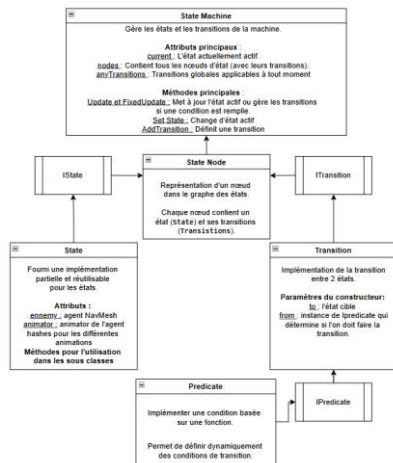 State Machine
Gère les états et les transitions de la machine.
Attributs principaux :
current : L'état actuellement actif.
nodes : Contient tous les nœuds d'état (avec leurs transitions).
anyTransitions : Transitions globales applicables à tout moment
Méthodes principales :
Update et FixedUpdate : Met à jour l'état actif ou gère les transitions
si une condition est remplie.
Set State : Change d'état actif
AddTransition : Définit une transition
IState
State Node
Représentation d'un nœud
dans le graphe des états.
Chaque nœud contient un
état (State) et ses transitions
(Transistions).
ITransition
State
Fourni une implémentation
partielle et réutilisable
pour les états.
Attributs :
ennemy : agent NavMesh
animator : animator de l'agent
hashes pour les différentes
animations
Méthodes pour l'utilisation
dans les sous classes
Transition
Implémentation de la transition
entre 2 états.
Paramètres du constructeur:
to : l'état cible
from : instance de Ipredicate qui
détermine si l'on doit faire la
transition.
Predicate
Implémenter une condition basée
sur une fonction.
Permet de définir dynamiquement
des conditions de transition.
IPredicate